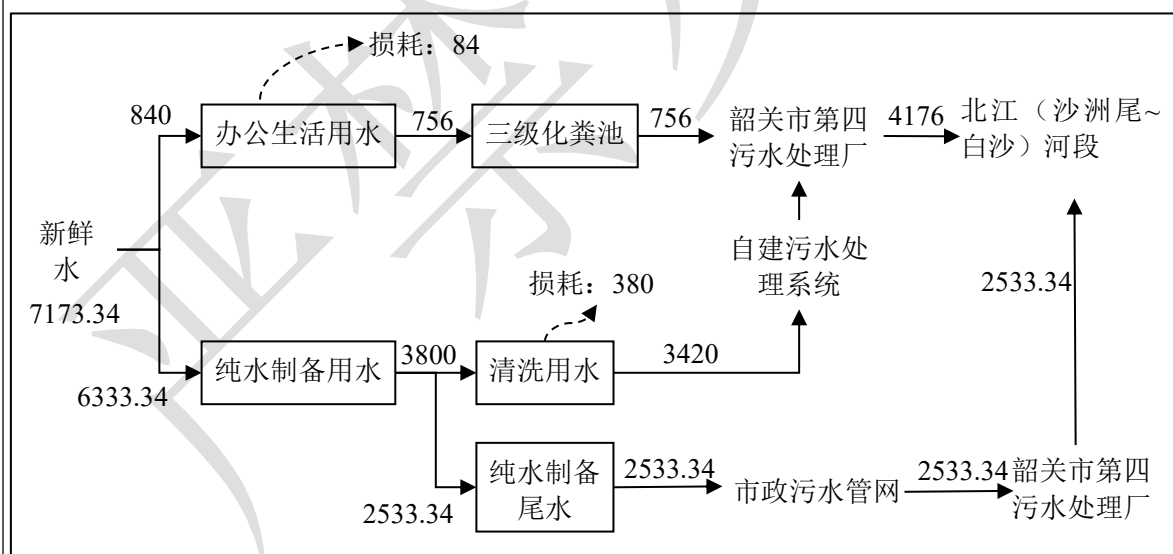 损耗：84
840
办公生活用水
756
三级化粪池
756
韶关市第四
污水处理厂
4176
北江（沙洲尾~
白沙）河段
新鲜
水
7173.34
自建污水处
理系统
2533.34
损耗：380
6333.34
纯水制备用水
3800
清洗用水
3420
2533.34
纯水制备
尾水
2533.34
市政污水管网
2533.34
韶关市第四
污水处理厂